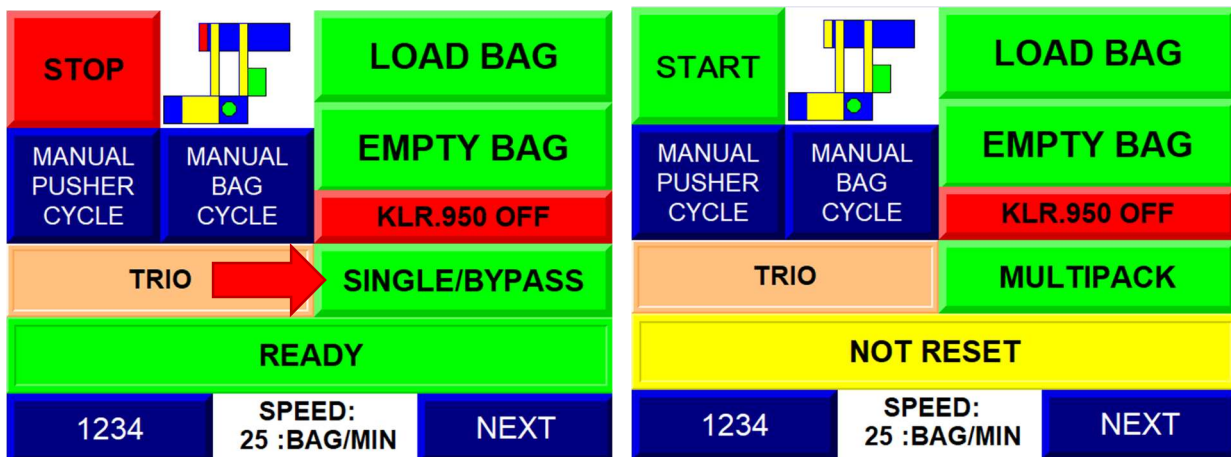 STOP
LOAD BAG
EMPTY BAG
MANUAL
PUSHER
CYCLE
MANUAL
BAG
CYCLE
KLR.950 OFF
TRIO
SINGLE/BYPASS
READY
1234
SPEED:
25 :BAG/MIN
NEXT
START
LOAD BAG
EMPTY BAG
MANUAL
PUSHER
CYCLE
MANUAL
BAG
CYCLE
KLR.950 OFF
TRIO
MULTIPACK
NOT RESET
1234
SPEED:
25 :BAG/MIN
NEXT